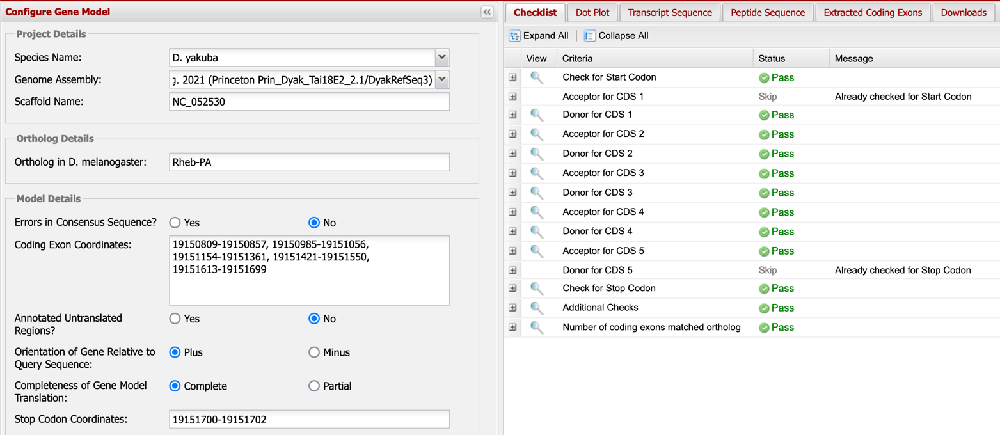 Configure Gene Model
Project Details
Species Name:
D. yakuba
Genome Assembly:
g. 2021 (Princeton Prin_Dyak_Tai18E2_2.1/DyakRefSeq3)
Scaffold Name:
NC_052530
Ortholog Details
Ortholog in D. melanogaster:
Rheb-PA
Model Details
Errors in Consensus Sequence?
Yes
No
Coding Exon Coordinates:
19150809-19150857, 19150985-19151056,
19151154-19151361, 19151421-19151550,
19151613-19151699
Annotated Untranslated
Regions?
Yes
No
Orientation of Gene Relative to
Query Sequence:
Plus
Minus
Completeness of Gene Model
Translation:
Complete
Partial
Stop Codon Coordinates:
19151700-19151702
Checklist
Dot Plot
Transcript Sequence
Peptide Sequence
Extracted Coding Exons
Downloads
Expand All
Collapse All
View Criteria Status Message
Check for Start Codon Pass
Acceptor for CDS 1 Skip Already checked for Start Codon
Donor for CDS 1 Pass
Acceptor for CDS 2 Pass
Donor for CDS 2 Pass
Acceptor for CDS 3 Pass
Donor for CDS 3 Pass
Acceptor for CDS 4 Pass
Donor for CDS 4 Pass
Acceptor for CDS 5 Pass
Donor for CDS 5 Skip Already checked for Stop Codon
Check for Stop Codon Pass
Additional Checks Pass
Number of coding exons matched ortholog Pass